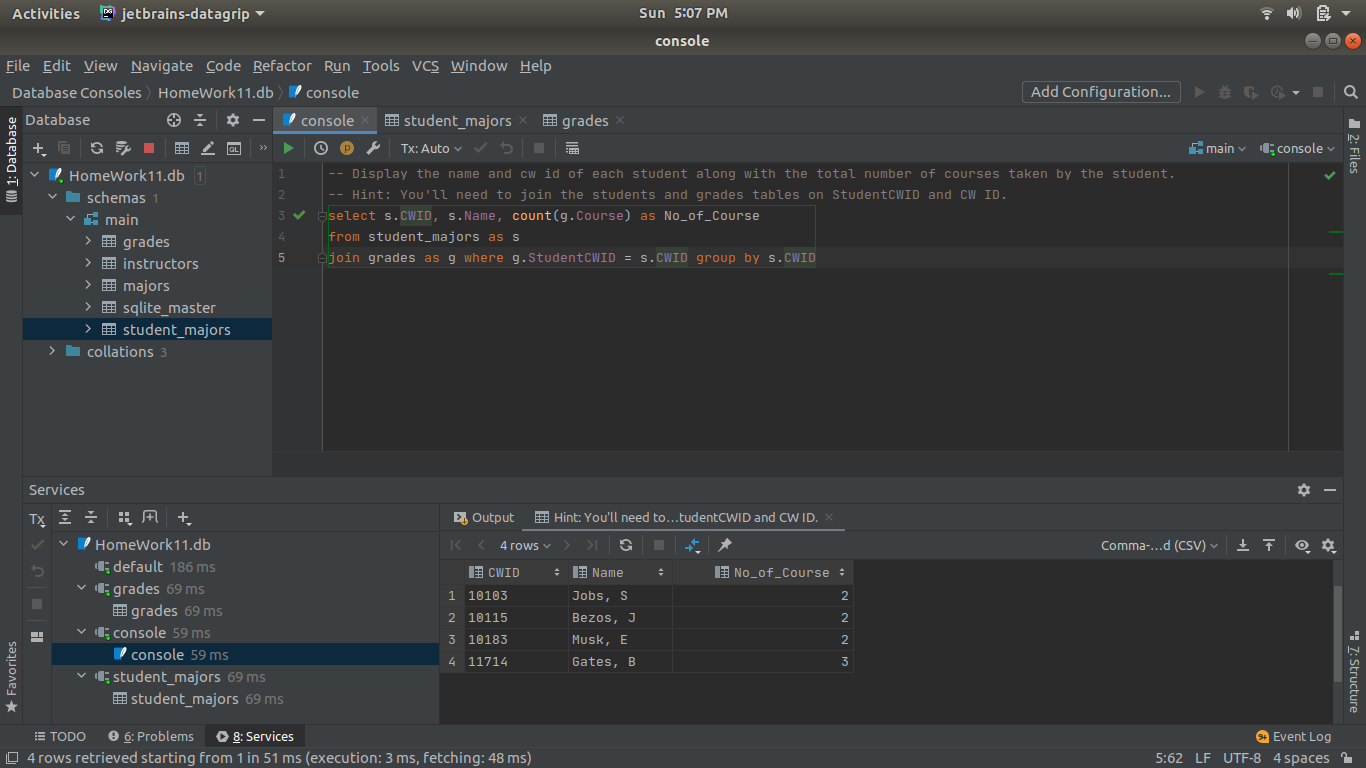 Activities jetbrains-datagrip Sun 5:07 PM
console
File Edit View Navigate Code Refactor Run Tools VCS Window Help
Database Consoles HomeWork11.db console Add Configuration...
1: Database
Database
console student_majors grades
Tx: Auto main console
2: Files
HomeWork11.db 1
schemas 1
main
grades
instructors
majors
sqlite_master
student_majors
collations 3
1 -- Display the name and cw id of each student along with the total number of courses taken by the student.
2 -- Hint: You'll need to join the students and grades tables on StudentCWID and CW ID.
3 select s.CWID, s.Name, count(g.Course) as No_of_Course
4 from student_majors as s
5 join grades as g where g.StudentCWID = s.CWID group by s.CWID
Services
Tx
HomeWork11.db
default 186 ms
grades 69 ms
grades 69 ms
console 59 ms
console 59 ms
student_majors 69 ms
student_majors 69 ms
Output Hint: You'll need to...tudentCWID and CW ID.
4 rows Comma-...d (CSV)
CWID Name No_of_Course
1 10103 Jobs, S 2
2 10115 Bezos, J 2
3 10183 Musk, E 2
4 11714 Gates, B 3
Favorites
7: Structure
TODO 6: Problems 8: Services 9+ Event Log
4 rows retrieved starting from 1 in 51 ms (execution: 3 ms, fetching: 48 ms) 5:62 LF UTF-8 4 spaces